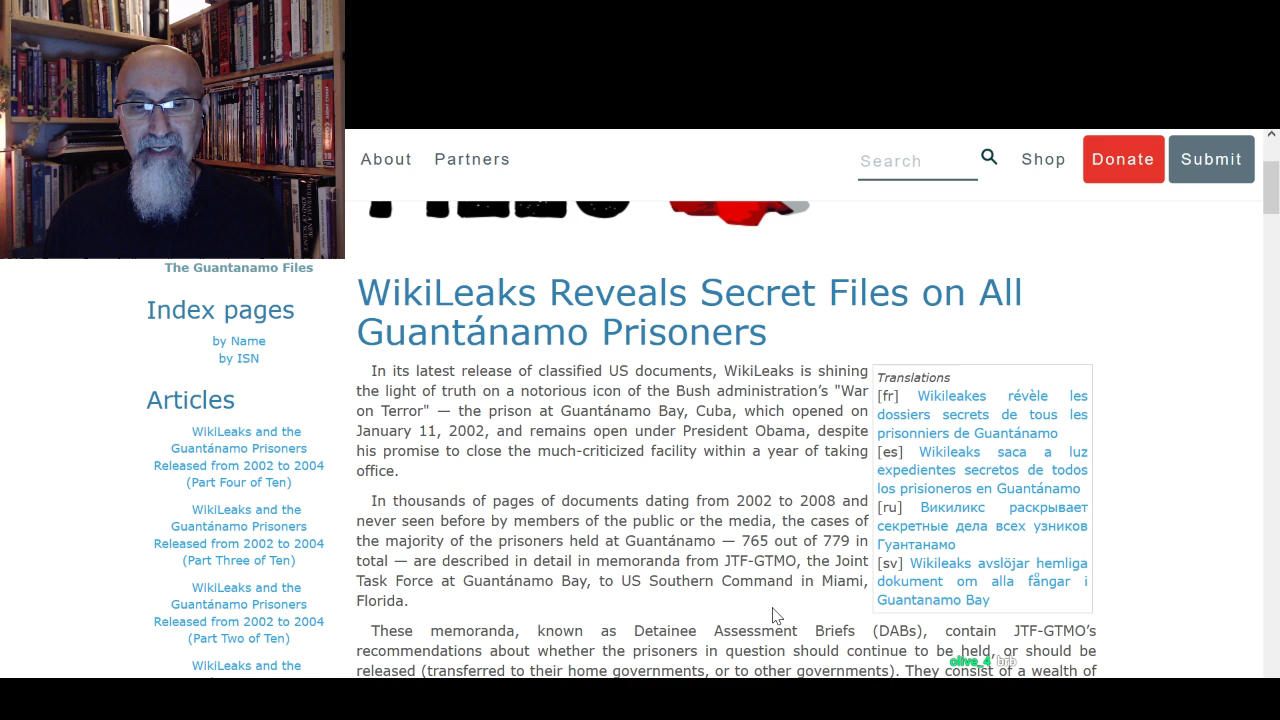 About Partners Search Shop Donate Submit
The Guantanamo Files
Index pages
by Name
by ISN
Articles
WikiLeaks and the
Guantánamo Prisoners
Released from 2002 to 2004
(Part Four of Ten)
WikiLeaks and the
Guantánamo Prisoners
Released from 2002 to 2004
(Part Three of Ten)
WikiLeaks and the
Guantánamo Prisoners
Released from 2002 to 2004
(Part Two of Ten)
WikiLeaks and the
WikiLeaks Reveals Secret Files on All
Guantánamo Prisoners
In its latest release of classified US documents, WikiLeaks is shining
the light of truth on a notorious icon of the Bush administration's "War
on Terror" — the prison at Guantánamo Bay, Cuba, which opened on
January 11, 2002, and remains open under President Obama, despite
his promise to close the much-criticized facility within a year of taking
office.
In thousands of pages of documents dating from 2002 to 2008 and
never seen before by members of the public or the media, the cases of
the majority of the prisoners held at Guantánamo — 765 out of 779 in
total — are described in detail in memoranda from JTF-GTMO, the Joint
Task Force at Guantánamo Bay, to US Southern Command in Miami,
Florida.
Translations
[fr] Wikileakes révèle les
dossiers secrets de tous les
prisonniers de Guantánamo
[es] Wikileaks saca a luz
expedientes secretos de todos
los prisioneros en Guantánamo
[ru] Викиликс раскрывает
секретные дела всех узников
Гуантанамо
[sv] Wikileaks avslöjar hemliga
dokument om alla fångar i
Guantanamo Bay
These memoranda, known as Detainee Assessment Briefs (DABs), contain JTF-GTMO's
recommendations about whether the prisoners in question should continue to be held, or should be
released (transferred to their home governments, or to other governments). They consist of a wealth of
olive_4 brb